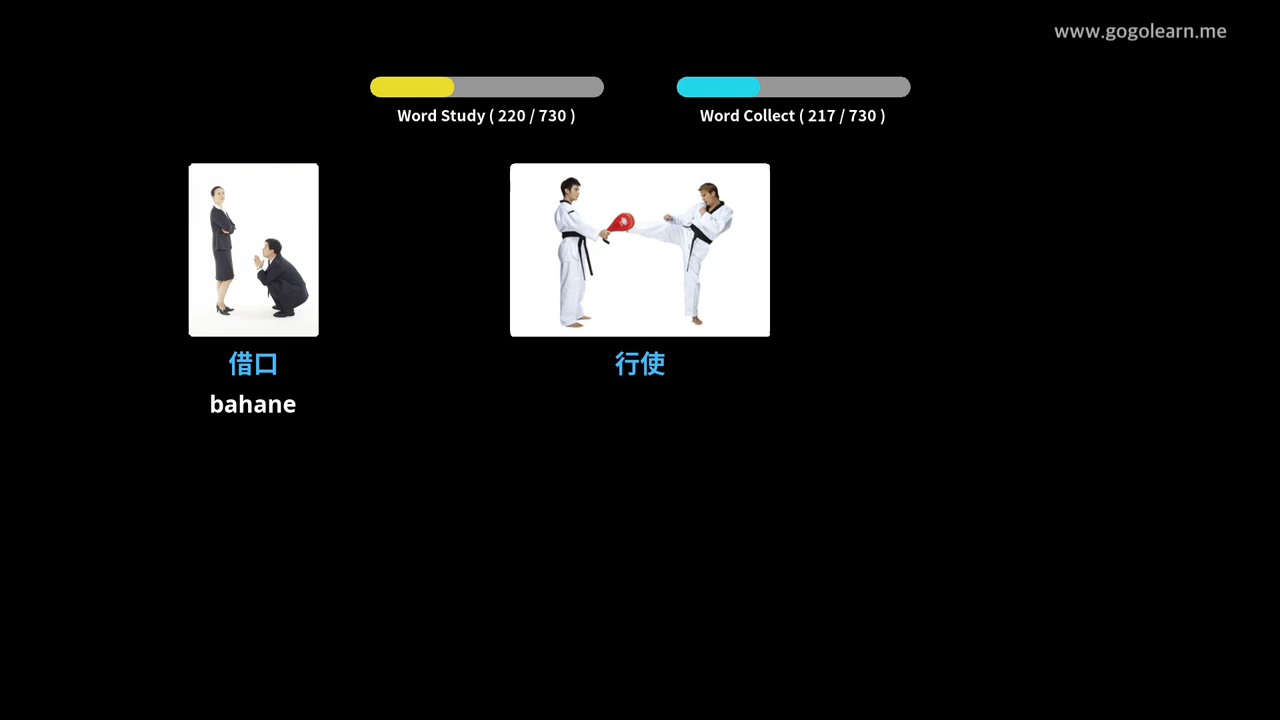 www.gogolearn.me
Word Study ( 220 / 730 )
Word Collect ( 217 / 730 )
借口
行使
bahane